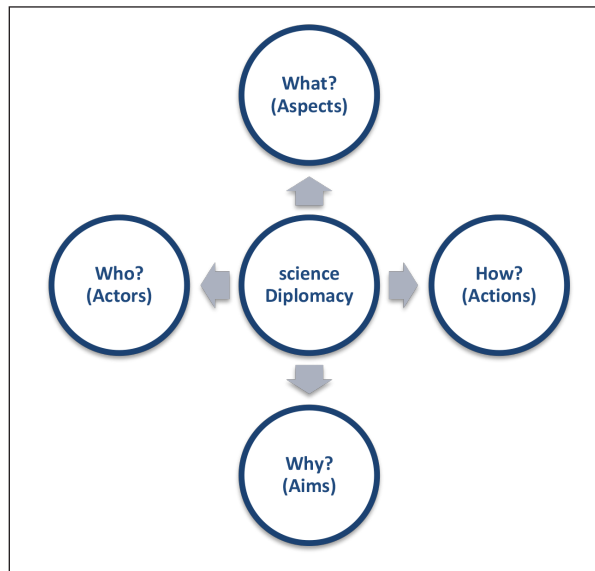 What?
(Aspects)
Who?
(Actors)
science
Diplomacy
How?
(Actions)
Why?
(Aims)